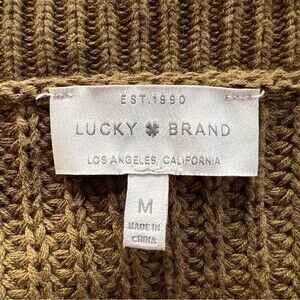 EST.1990
LUCKY BRAND
LOS ANGELES, CALIFORNIA
M
MADE IN
CHINA